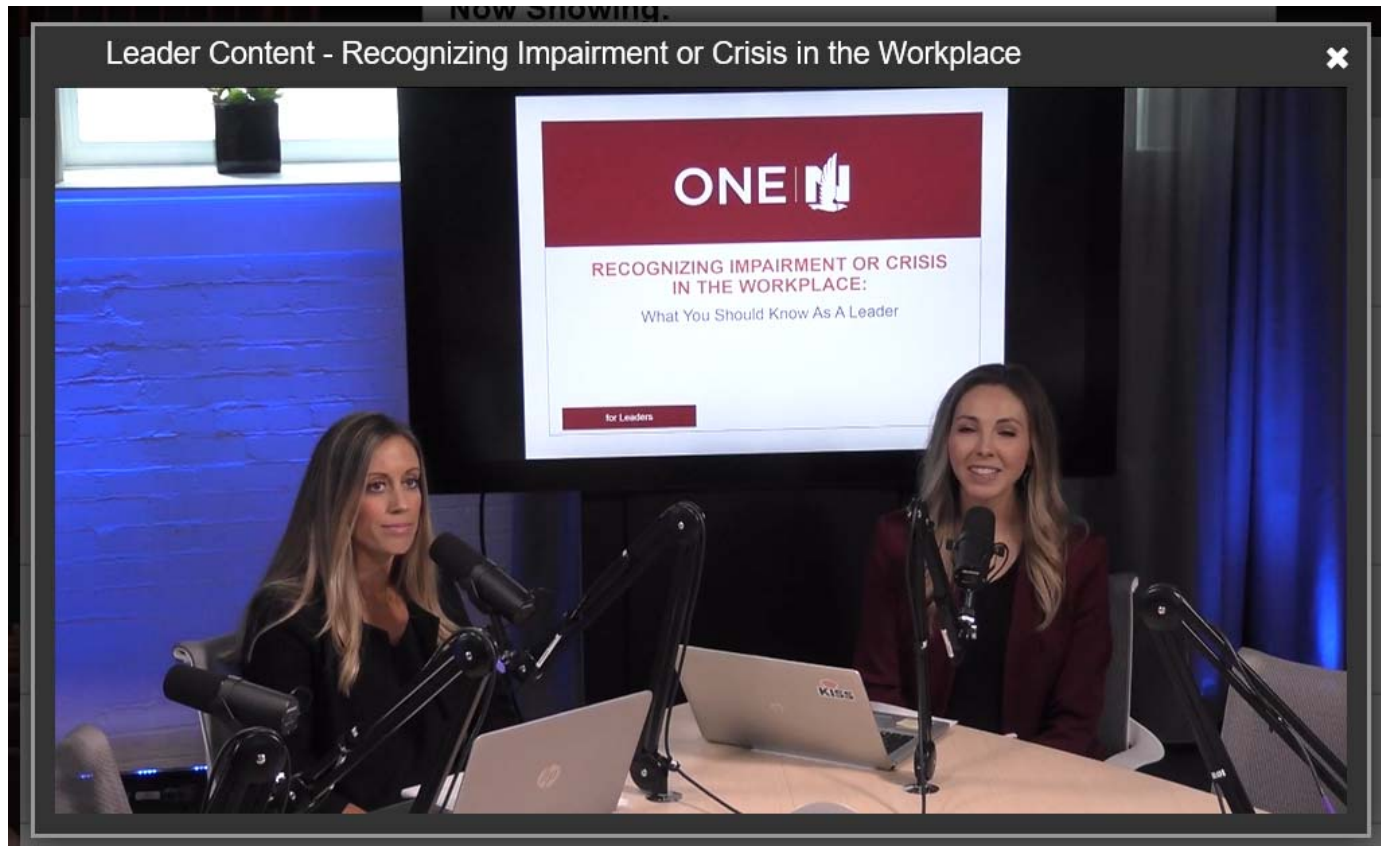 Now Showing.
Leader Content - Recognizing Impairment or Crisis in the Workplace
ONE N
RECOGNIZING IMPAIRMENT OR CRISIS
IN THE WORKPLACE:
What You Should Know As A Leader
for Leaders
KISS
hp